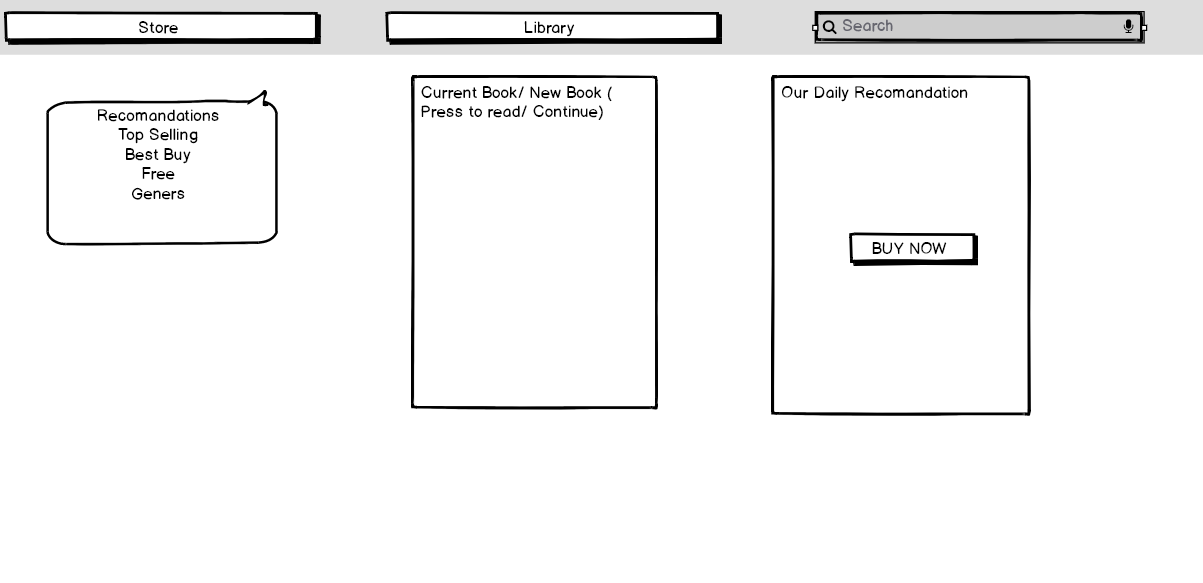 Store
Library
Search
Recomandations
Top Selling
Best Buy
Free
Geners
Current Book/ New Book (
Press to read/ Continue)
Our Daily Recomandation
BUY NOW